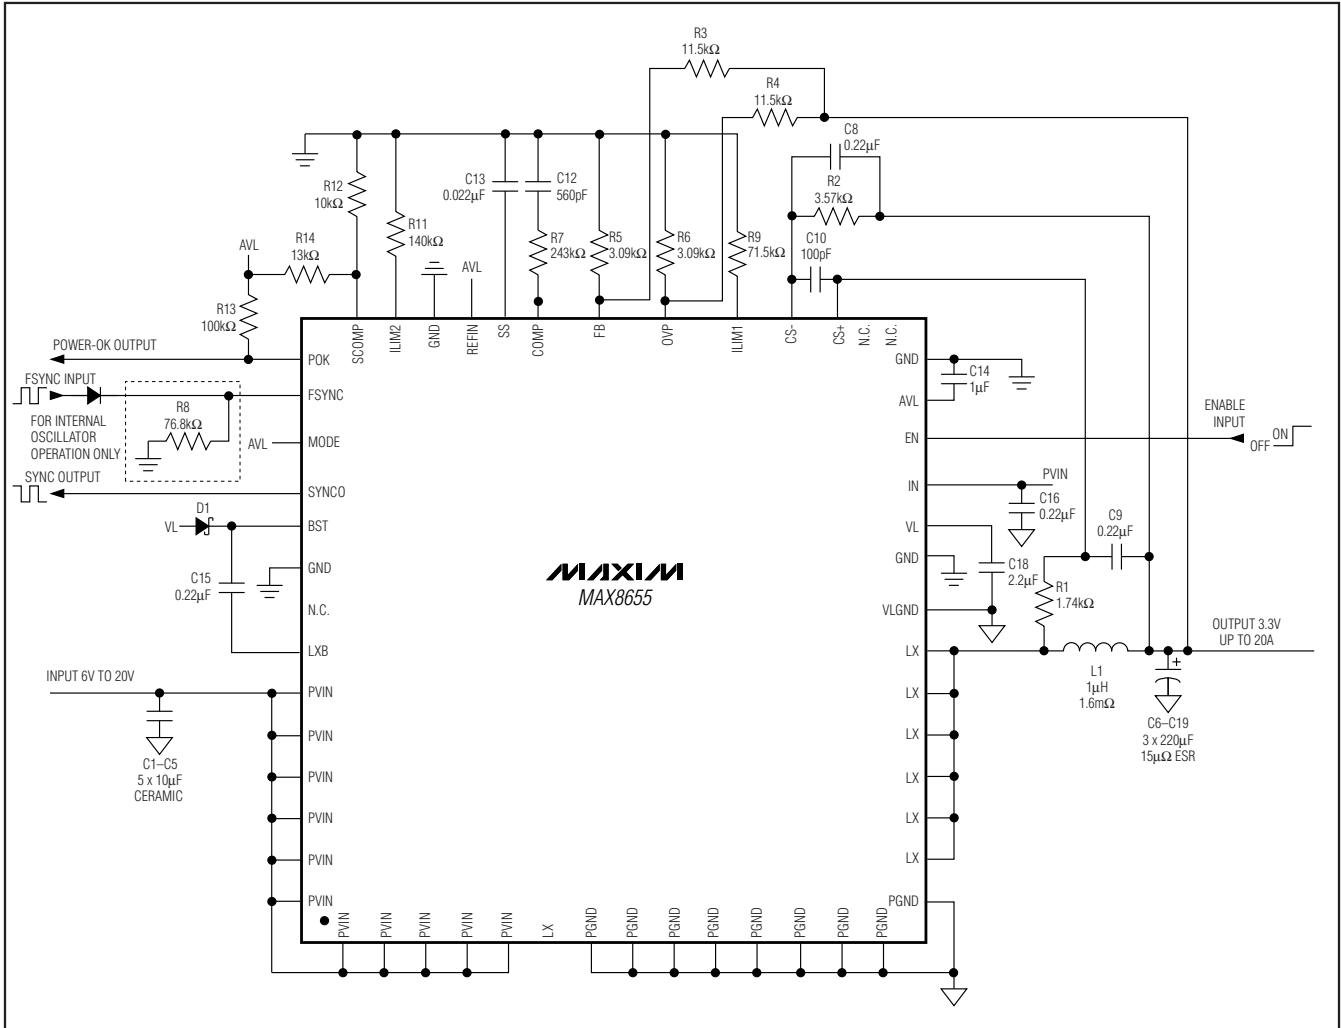 R3
11.5kΩ
R4
11.5kΩ
C8
0.22μF
R2
3.57kΩ
C10
100pF
R12
10kΩ
R11
140kΩ
C13
0.022μF
C12
560pF
R7
243kΩ
R5
3.09kΩ
R6
3.09kΩ
R9
71.5kΩ
AVL
R14
13kΩ
R13
100kΩ
AVL
SCOMP
ILIM2
GND
REFIN
SS
COMP
FB
OVP
ILIM1
CS-
CS+
N.C.
N.C.
POWER-OK OUTPUT
POK
FSYNC INPUT
FSYNC
R8
76.8kΩ
FOR INTERNAL
OSCILLATOR
OPERATION ONLY
AVL
MODE
SYNC OUTPUT
SYNCO
D1
VL
BST
C15
0.22μF
GND
N.C.
LXB
INPUT 6V TO 20V
PVIN
PVIN
PVIN
PVIN
PVIN
PVIN
C1–C5
5 x 10μF
CERAMIC
MAXIM
MAX8655
GND
C14
1μF
AVL
ENABLE
INPUT
EN
ON
OFF
IN
PVIN
C16
0.22μF
VL
C9
0.22μF
GND
C18
2.2μF
R1
1.74kΩ
VLGND
OUTPUT 3.3V
UP TO 20A
LX
LX
LX
LX
LX
LX
L1
1μH
1.6mΩ
+
C6–C19
3 x 220μF
15μΩ ESR
PGND
PVIN
PVIN
PVIN
PVIN
PVIN
LX
PGND
PGND
PGND
PGND
PGND
PGND
PGND
PGND